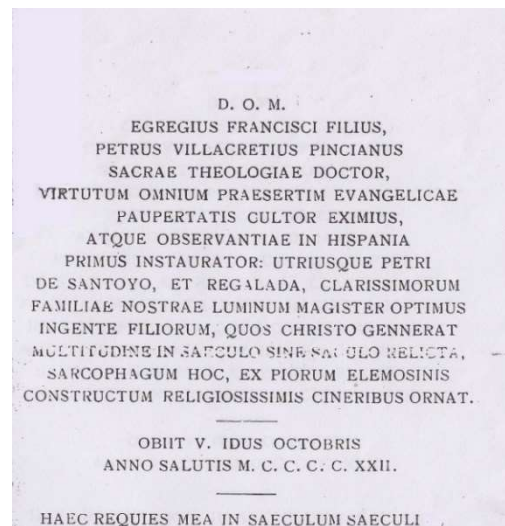 D. O. M.
EGREGIUS FRANCISCI FILIUS,
PETRUS VILLACRETIUS PINCIANUS
SACRAE THEOLOGIAE DOCTOR,
VIRTUTUM OMNIUM PRAESERTIM EVANGELICAE
PAUPERTATIS CULTOR EXIMIUS,
ATQUE OBSERVANTIAE IN HISPANIA
PRIMUS INSTAURATOR: UTRIUSQUE PETRI
DE SANTOYO, ET REGALADA, CLARISSIMORUM
FAMILIAE NOSTRAE LUMINUM MAGISTER OPTIMUS
INGENTE FILIORUM, QUOS CHRISTO GENNERAT
MULTITUDINE IN SAECULO SINE RELICTA,
SARCOPHAGUM HOC, EX PIORUM ELEMOSINIS
CONSTRUCTUM RELIGIOSISSIMIS CINERIBUS ORNAT.
OBIIT V. IDUS OCTOBRIS
ANNO SALUTIS M. C. C. C. C. XXII.
HAEC REQUIES MEA IN SAECULUM SAECULI